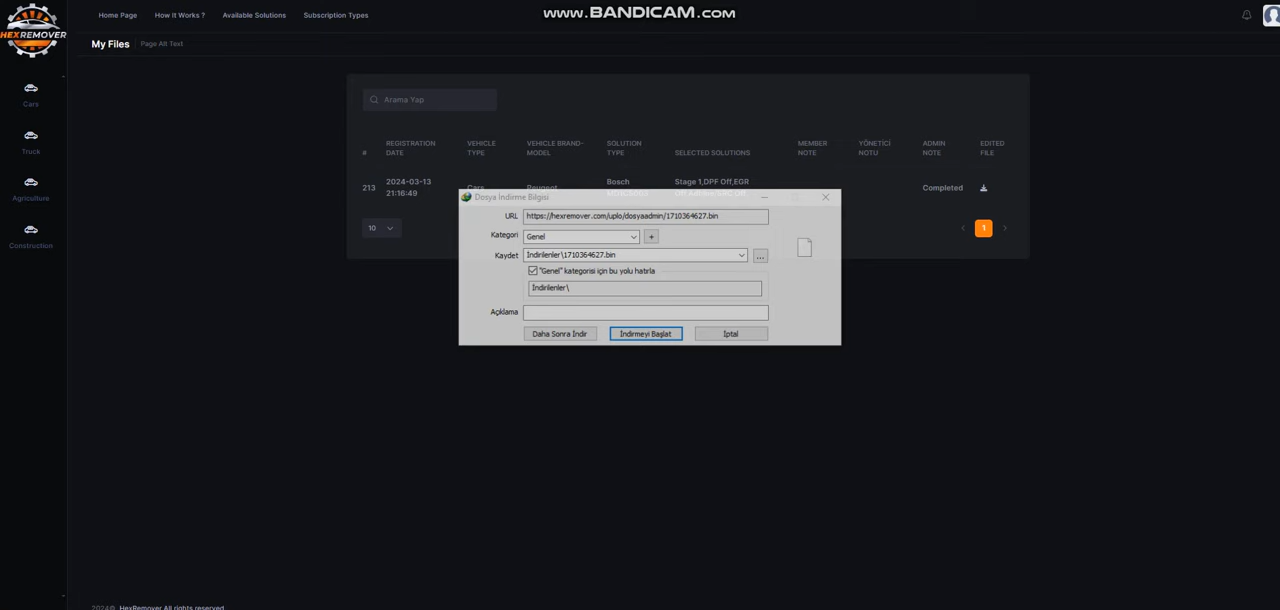 www.BANDICAM.com
HEXREMOVER
Home Page How It Works ? Available Solutions Subscription Types
My Files Page Alt Text
Cars
Truck
Agriculture
Construction
Arama Yap
# REGISTRATION DATE VEHICLE TYPE VEHICLE BRAND-MODEL SOLUTION TYPE SELECTED SOLUTIONS MEMBER NOTE YÖNETİCİ NOTU ADMIN NOTE EDITED FILE
213 2024-03-13 21:16:49 Cars Peugeot Bosch Stage 1,DPF Off,EGR Completed
10
1
Dosya İndirme Bilgisi
URL https://hexremover.com/uplo/dosyaadmin/1710364627.bin
Kategori Genel +
Kaydet İndirilenler\1710364627.bin ...
"Genel" kategorisi için bu yolu hatırla
İndirilenler\
Açıklama
Daha Sonra İndir İndirmeyi Başlat İptal
2024© HexRemover All rights reserved